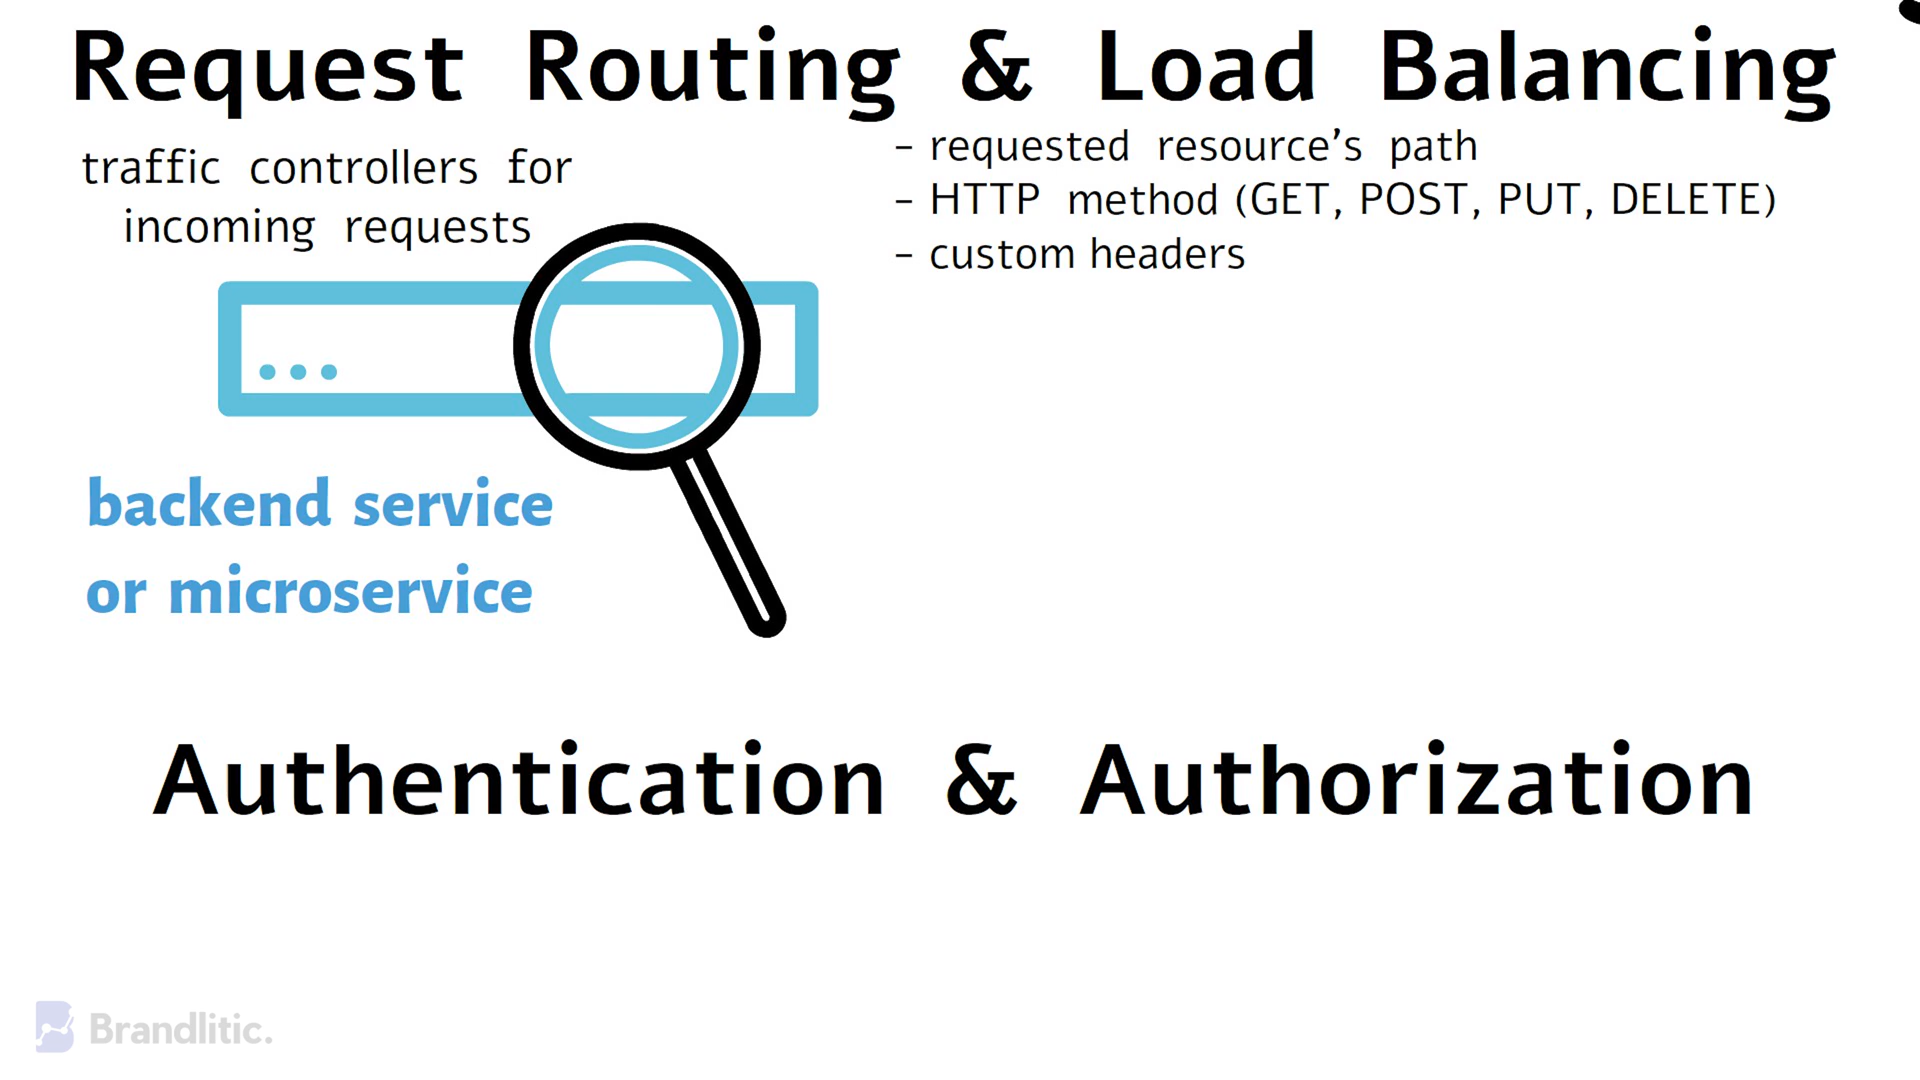 Request Routing & Load Balancing
traffic controllers for
incoming requests
- requested resource’s path
- HTTP method (GET, POST, PUT, DELETE)
- custom headers
backend service
or microservice
Authentication & Authorization
Brandlitic.